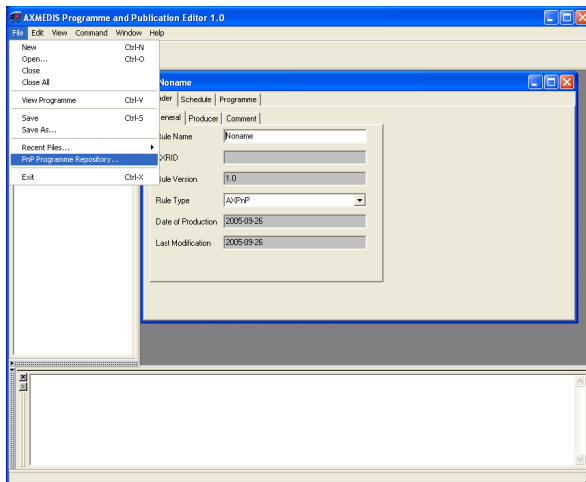 AXMEDIS Programme and Publication Editor 1.0
File Edit View Command Window Help
New Ctrl-N
Open... Ctrl-O
Close
Close All
View Programme Ctrl-V
Save Ctrl-S
Save As...
Recent Files...
PnP Programme Repository...
Exit Ctrl-X
Noname
ader Schedule Programme
eneral Producer Comment
Rule Name Noname
XRID
Rule Version 1.0
Rule Type AXPnP
Date of Production 2005-09-26
Last Modification 2005-09-26